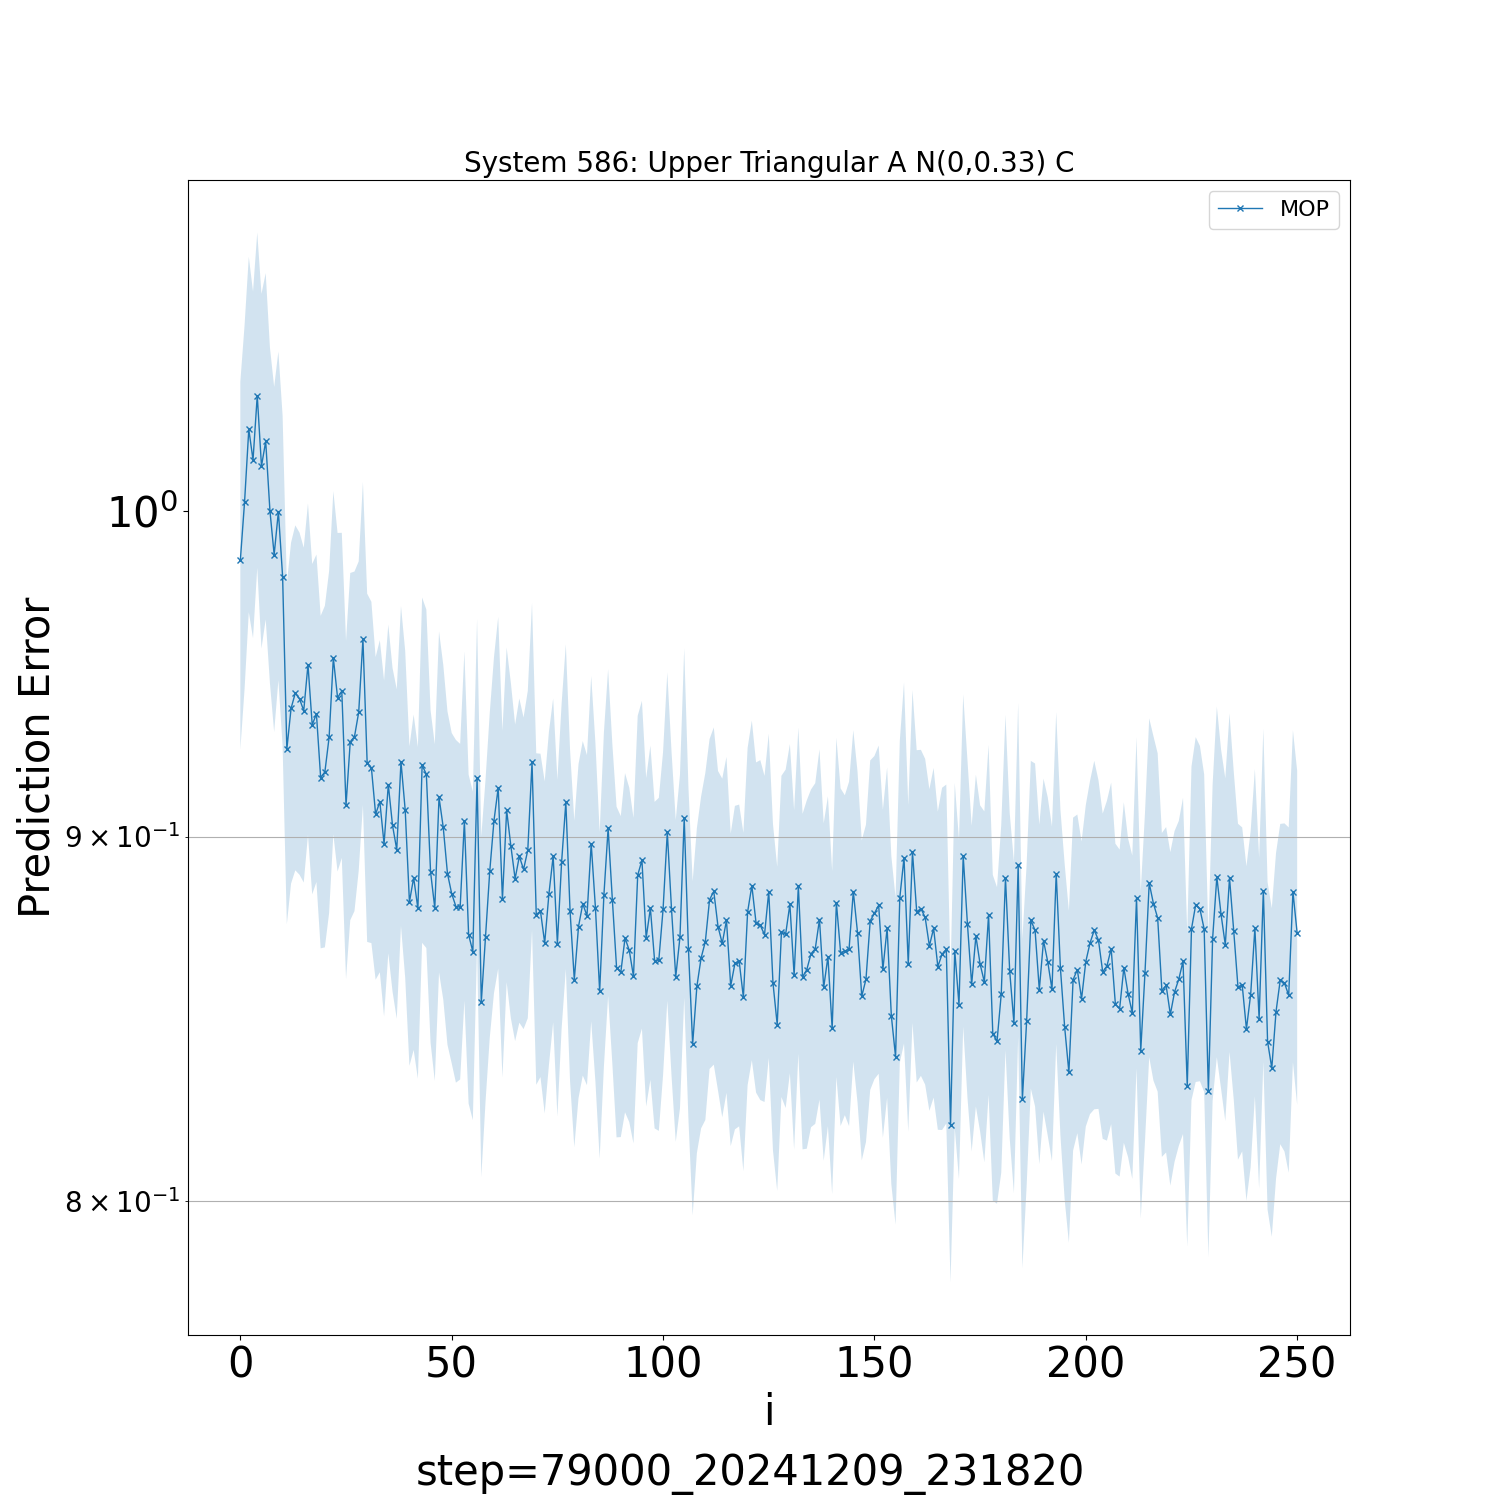 System 586: Upper Triangular A N(0,0.33) C
MOP
Prediction Error
10⁰
9 × 10⁻¹
8 × 10⁻¹
0 50 100 150 200 250
i
step=79000_20241209_231820